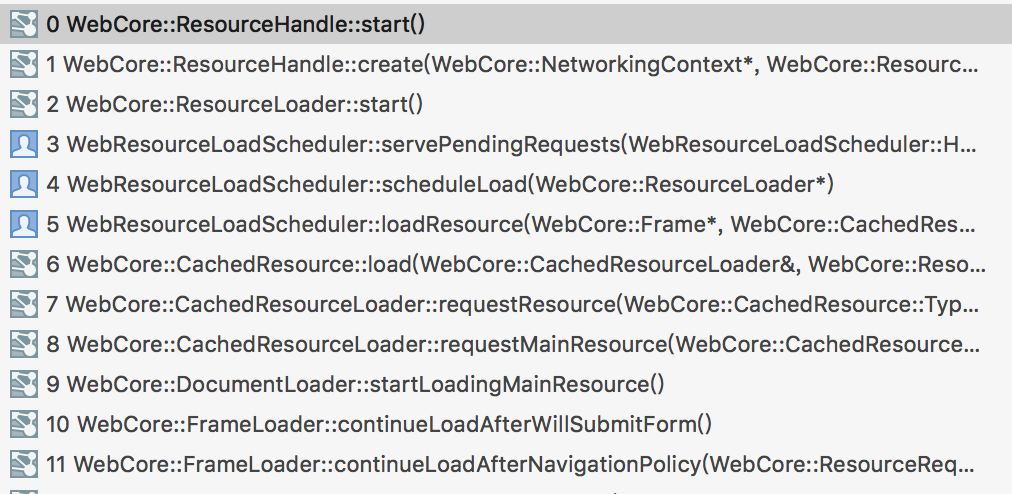 0 WebCore::ResourceHandle::start()
1 WebCore::ResourceHandle::create(WebCore::NetworkingContext*, WebCore::Resourc...
2 WebCore::ResourceLoader::start()
3 WebResourceLoadScheduler::servePendingRequests(WebResourceLoadScheduler::H...
4 WebResourceLoadScheduler::scheduleLoad(WebCore::ResourceLoader*)
5 WebResourceLoadScheduler::loadResource(WebCore::Frame*, WebCore::CachedRes...
6 WebCore::CachedResource::load(WebCore::CachedResourceLoader&, WebCore::Reso...
7 WebCore::CachedResourceLoader::requestResource(WebCore::CachedResource::Typ...
8 WebCore::CachedResourceLoader::requestMainResource(WebCore::CachedResource...
9 WebCore::DocumentLoader::startLoadingMainResource()
10 WebCore::FrameLoader::continueLoadAfterWillSubmitForm()
11 WebCore::FrameLoader::continueLoadAfterNavigationPolicy(WebCore::ResourceReq...